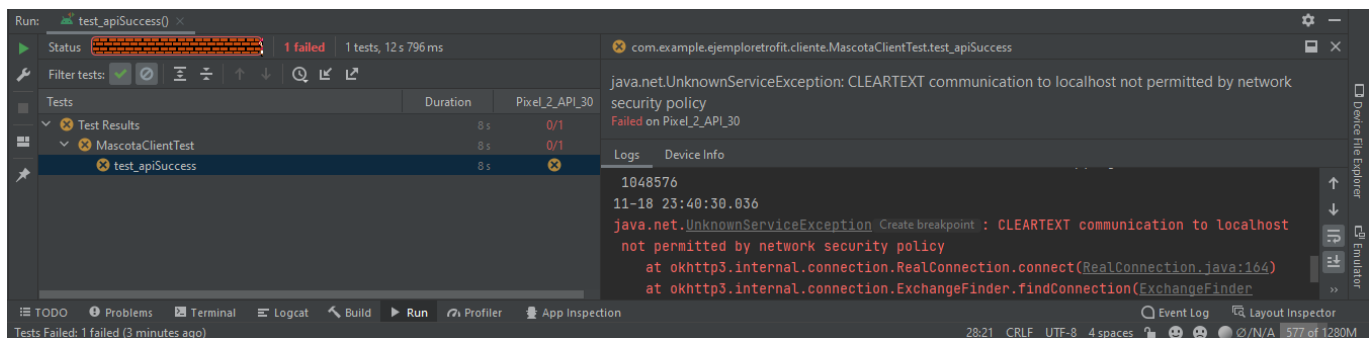 Run: test_apiSuccess()
Status 1 failed 1 tests, 12 s 796 ms
Filter tests:
Tests Duration Pixel_2_API_30
Test Results 8 s 0/1
MascotaClientTest 8 s 0/1
test_apiSuccess 8 s
com.example.ejemploretrofit.cliente.MascotaClientTest.test_apiSuccess
java.net.UnknownServiceException: CLEARTEXT communication to localhost not permitted by network
security policy
Failed on Pixel_2_API_30
Logs Device Info
1048576
11-18 23:40:30.036
java.net.UnknownServiceException Create breakpoint : CLEARTEXT communication to localhost
not permitted by network security policy
at okhttp3.internal.connection.RealConnection.connect(RealConnection.java:164)
at okhttp3.internal.connection.ExchangeFinder.findConnection(ExchangeFinder
Device File Explorer
Emulator
TODO Problems Terminal Logcat Build Run Profiler App Inspection Event Log Layout Inspector
Tests Failed: 1 failed (3 minutes ago) 28:21 CRLF UTF-8 4 spaces Ø/N/A 577 of 1280M